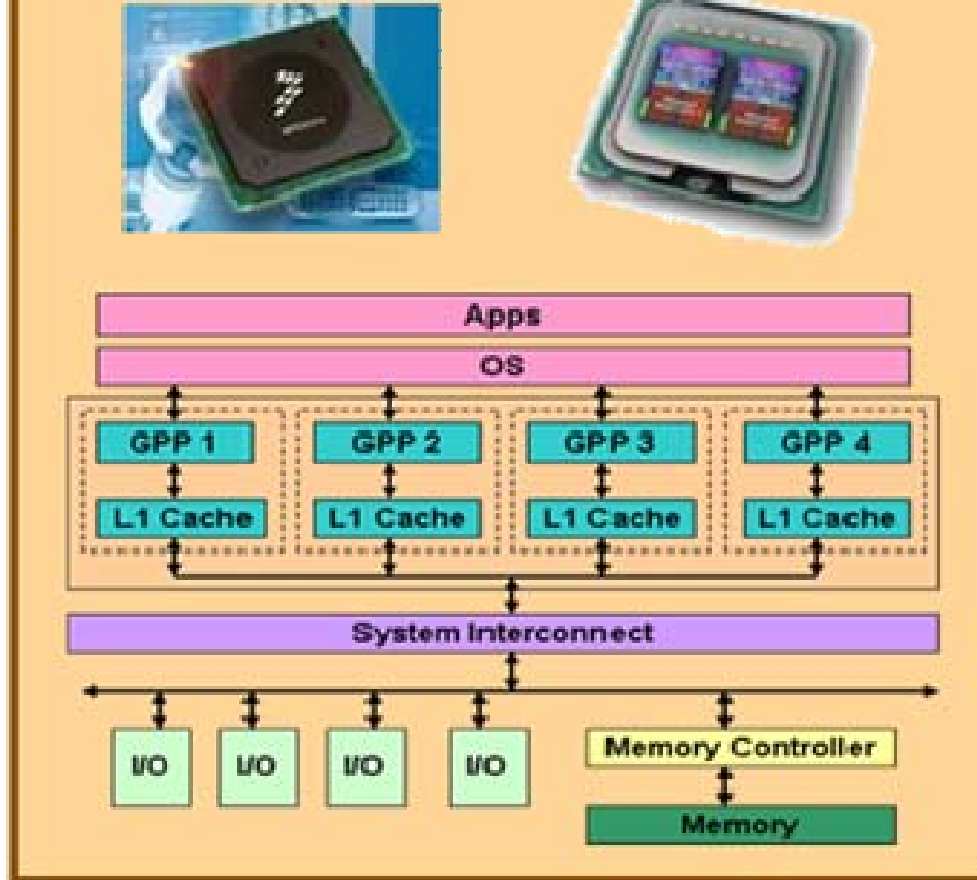 Apps
OS
GPP 1 GPP 2 GPP 3 GPP 4
L1 Cache L1 Cache L1 Cache L1 Cache
System Interconnect
I/O I/O I/O I/O Memory Controller
Memory